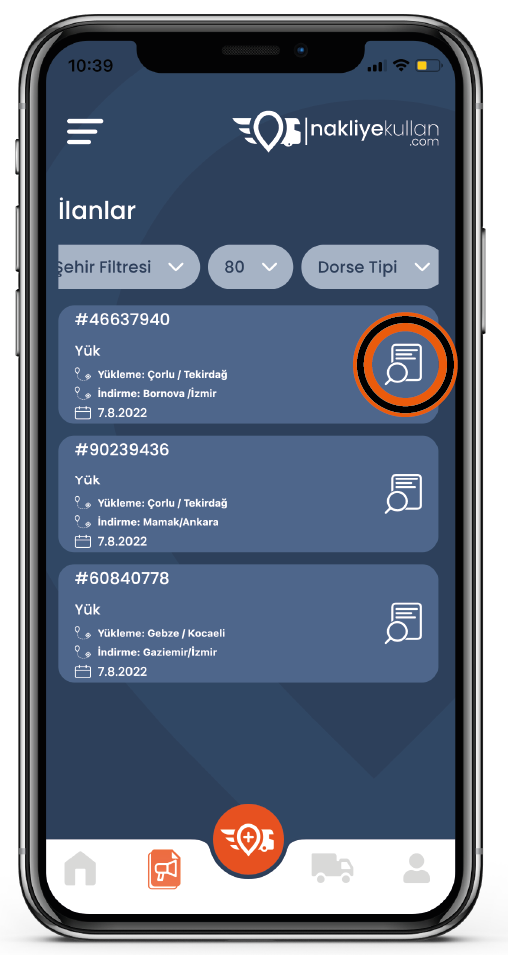 10:39
nakliyekullan
.com
İlanlar
Şehir Filtresi
80
Dorse Tipi
#46637940
Yük
Yükleme: Çorlu / Tekirdağ
İndirme: Bornova /İzmir
7.8.2022
#90239436
Yük
Yükleme: Çorlu / Tekirdağ
İndirme: Mamak/Ankara
7.8.2022
#60840778
Yük
Yükleme: Gebze / Kocaeli
İndirme: Gaziemir/İzmir
7.8.2022